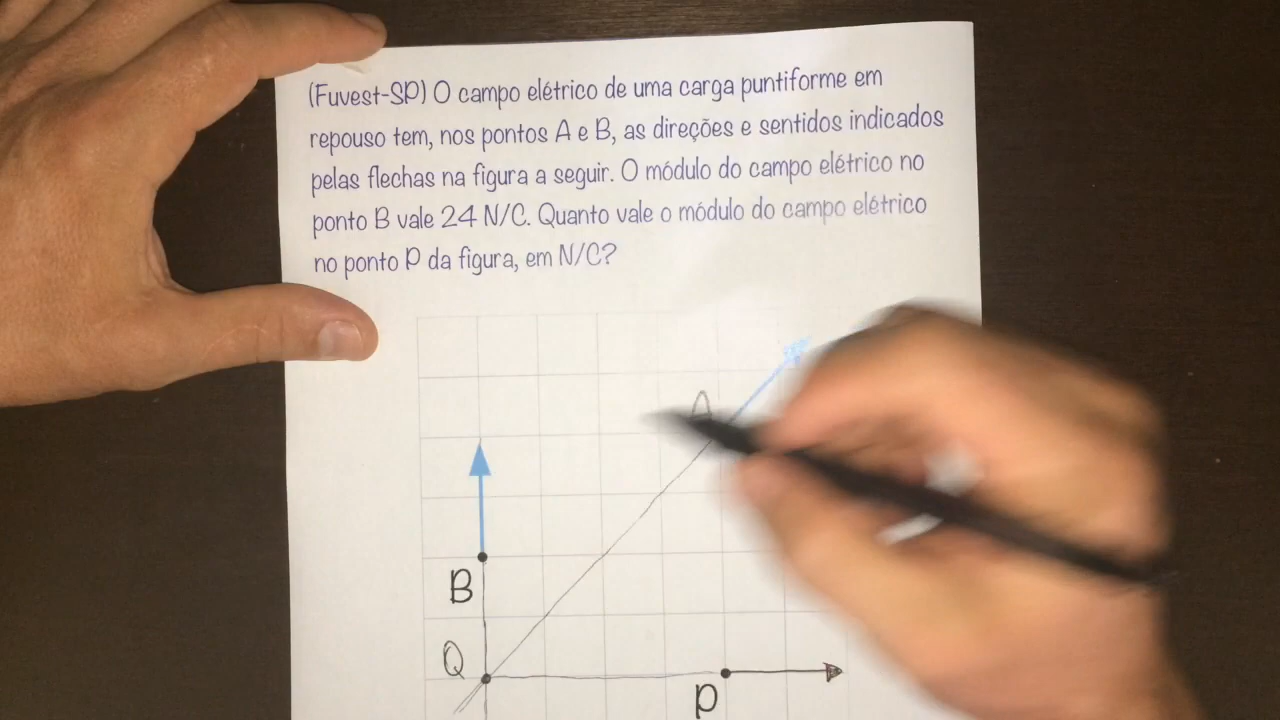 (Fuvest-SP) O campo elétrico de uma carga puntiforme em
repouso tem, nos pontos A e B, as direções e sentidos indicados
pelas flechas na figura a seguir. O módulo do campo elétrico no
ponto B vale 24 N/C. Quanto vale o módulo do campo elétrico
no ponto P da figura, em N/C?
A
B
Q
P